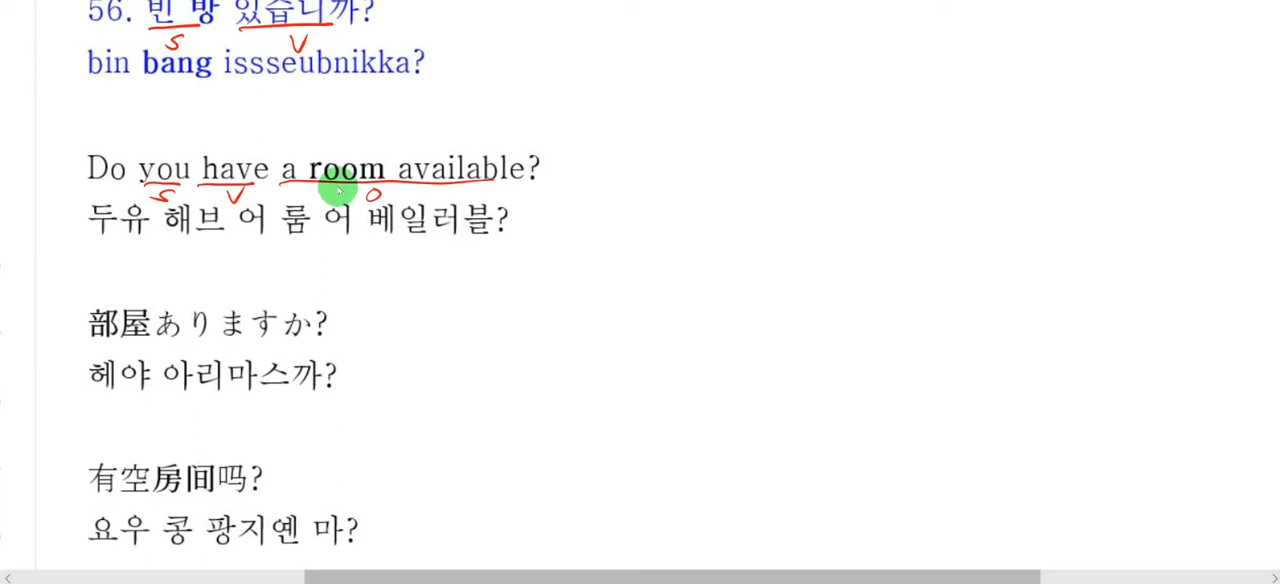 56. 빈 방 있습니까?
S V
bin bang issseubnikka?
Do you have a room available?
S V O
두유 해브 어 룸 어 베일러블?
部屋ありますか?
헤야 아리마스까?
有空房间吗?
요우 콩 팡지옌 마?